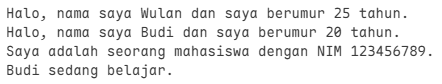 Halo, nama saya Wulan dan saya berumur 25 tahun.
Halo, nama saya Budi dan saya berumur 20 tahun.
Saya adalah seorang mahasiswa dengan NIM 123456789.
Budi sedang belajar.